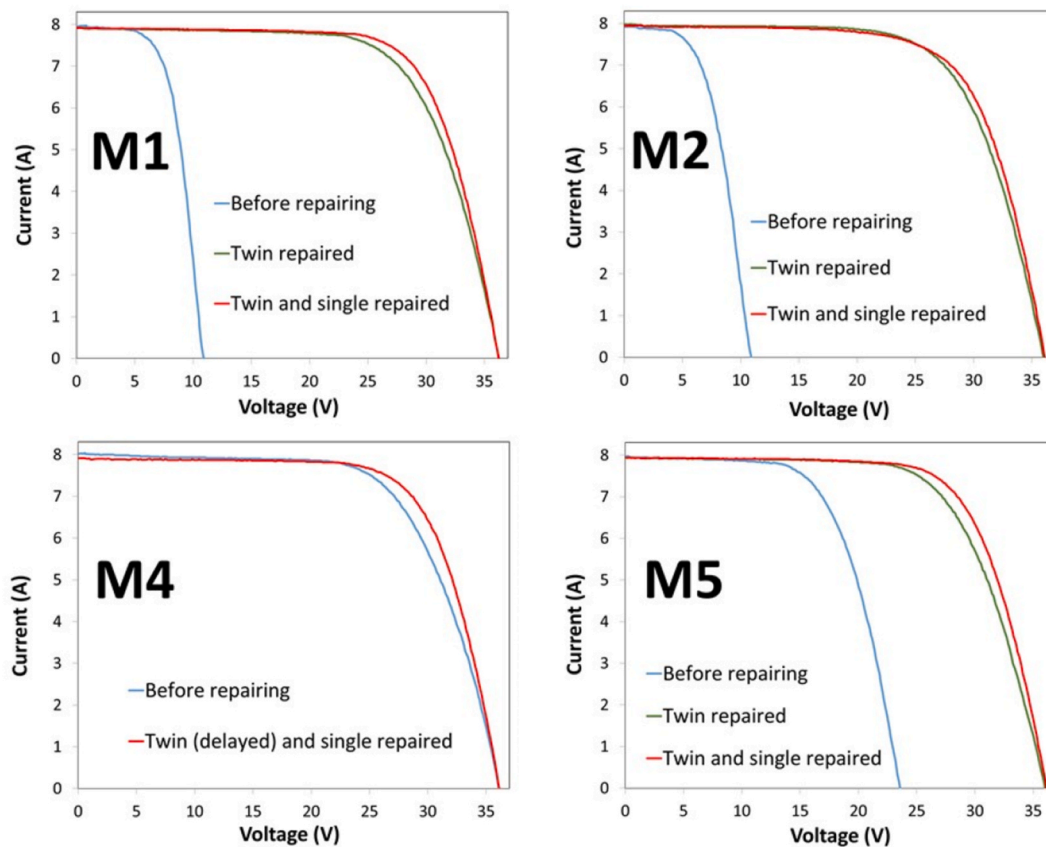 8
7
6
5
4
3
2
1
0
Current (A)
M1
Before repairing
Twin repaired
Twin and single repaired
0 5 10 15 20 25 30 35
Voltage (V)
8
7
6
5
4
3
2
1
0
Current (A)
M2
Before repairing
Twin repaired
Twin and single repaired
0 5 10 15 20 25 30 35
Voltage (V)
8
7
6
5
4
3
2
1
0
Current (A)
M4
Before repairing
Twin (delayed) and single repaired
0 5 10 15 20 25 30 35
Voltage (V)
8
7
6
5
4
3
2
1
0
Current (A)
M5
Before repairing
Twin repaired
Twin and single repaired
0 5 10 15 20 25 30 35
Voltage (V)